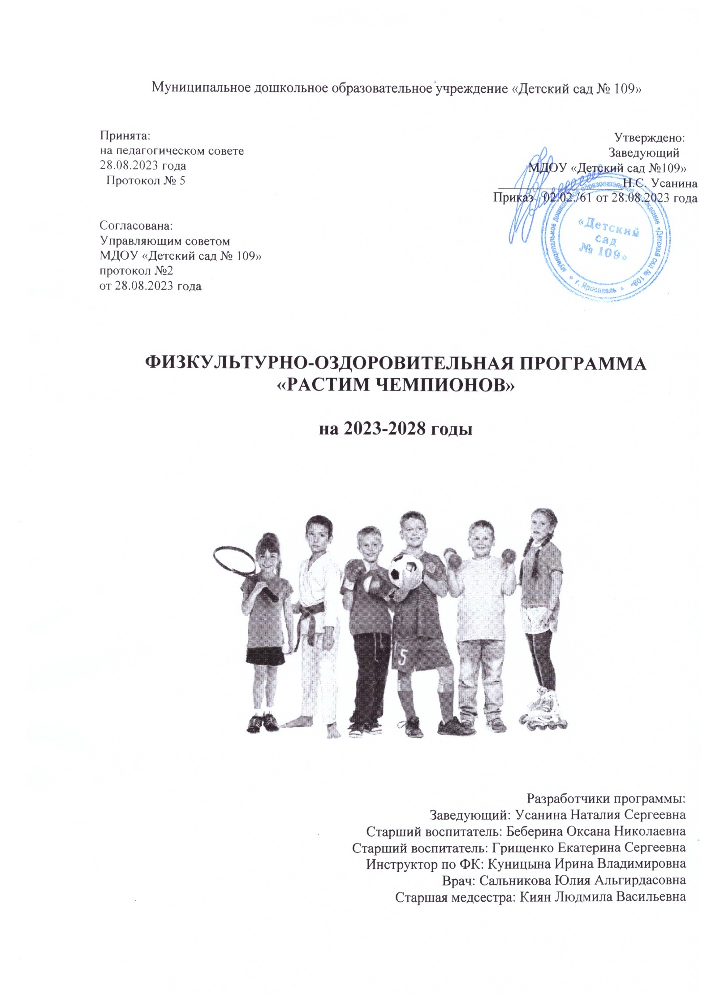 Муниципальное дошкольное образовательное учреждение «Детский сад № 109»
Принята:
на педагогическом совете
28.08.2023 года
Протокол № 5
Утверждено:
Заведующий
МДОУ «Детский сад №109»
Н.С. Усанина
Приказ 02.02./61 от 28.08.2023 года
муниципальное дошкольное образовательное учреждение «Детский сад № 109»
* г. Ярославль *
«Детский
сад
№ 109»
Согласована:
Управляющим советом
МДОУ «Детский сад № 109»
протокол №2
от 28.08.2023 года
ФИЗКУЛЬТУРНО-ОЗДОРОВИТЕЛЬНАЯ ПРОГРАММА
«РАСТИМ ЧЕМПИОНОВ»
на 2023-2028 годы
5
Разработчики программы:
Заведующий: Усанина Наталия Сергеевна
Старший воспитатель: Беберина Оксана Николаевна
Старший воспитатель: Грищенко Екатерина Сергеевна
Инструктор по ФК: Куницына Ирина Владимировна
Врач: Сальникова Юлия Альгирдасовна
Старшая медсестра: Киян Людмила Васильевна